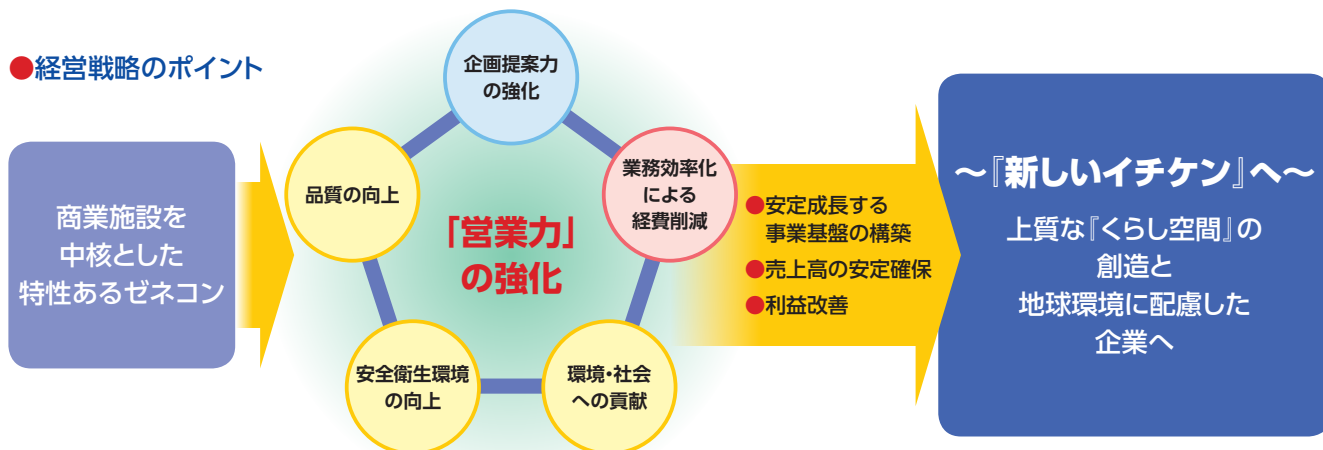 ●経営戦略のポイント
商業施設を
中核とした
特性あるゼネコン
企画提案力
の強化
品質の向上
業務効率化
による
経費削減
「営業力」
の強化
安全衛生環境
の向上
環境・社会
への貢献
●安定成長する
事業基盤の構築
●売上高の安定確保
●利益改善
～『新しいイチケン』へ～
上質な『くらし空間』の
創造と
地球環境に配慮した
企業へ